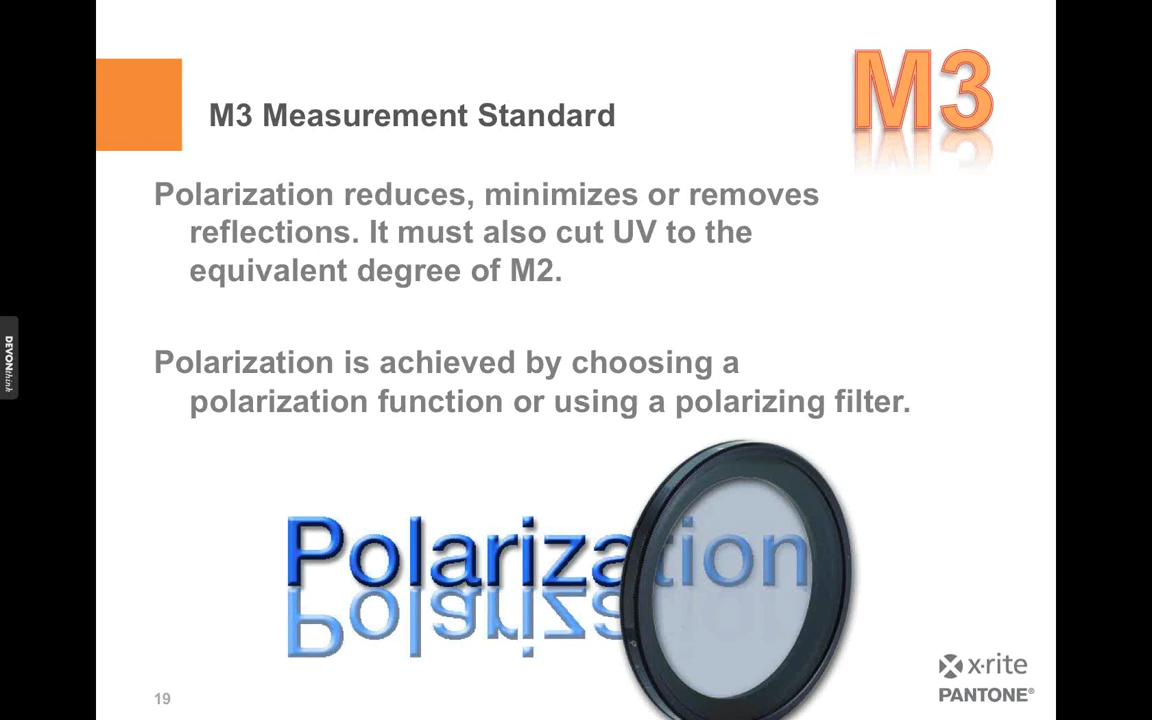 M3
M3 Measurement Standard
Polarization reduces, minimizes or removes
reflections. It must also cut UV to the
equivalent degree of M2.
Polarization is achieved by choosing a
polarization function or using a polarizing filter.
DEVONthink
Polarization
19
x·rite
PANTONE®